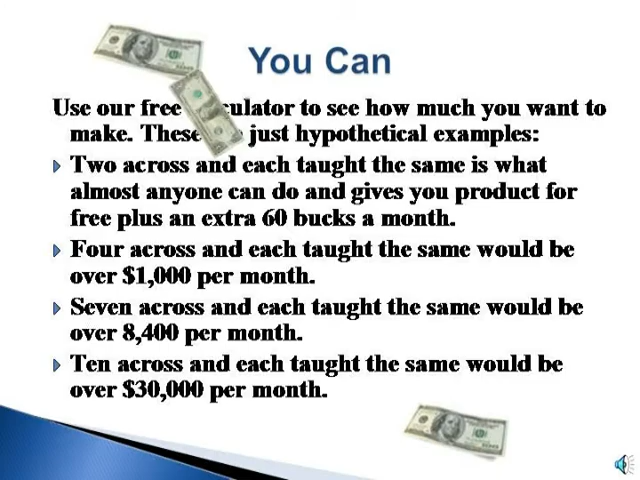 You Can
Use our free culator to see how much you want to
make. These just hypothetical examples:
Two across and each taught the same is what
almost anyone can do and gives you product for
free plus an extra 60 bucks a month.
Four across and each taught the same would be
over $1,000 per month.
Seven across and each taught the same would be
over 8,400 per month.
Ten across and each taught the same would be
over $30,000 per month.